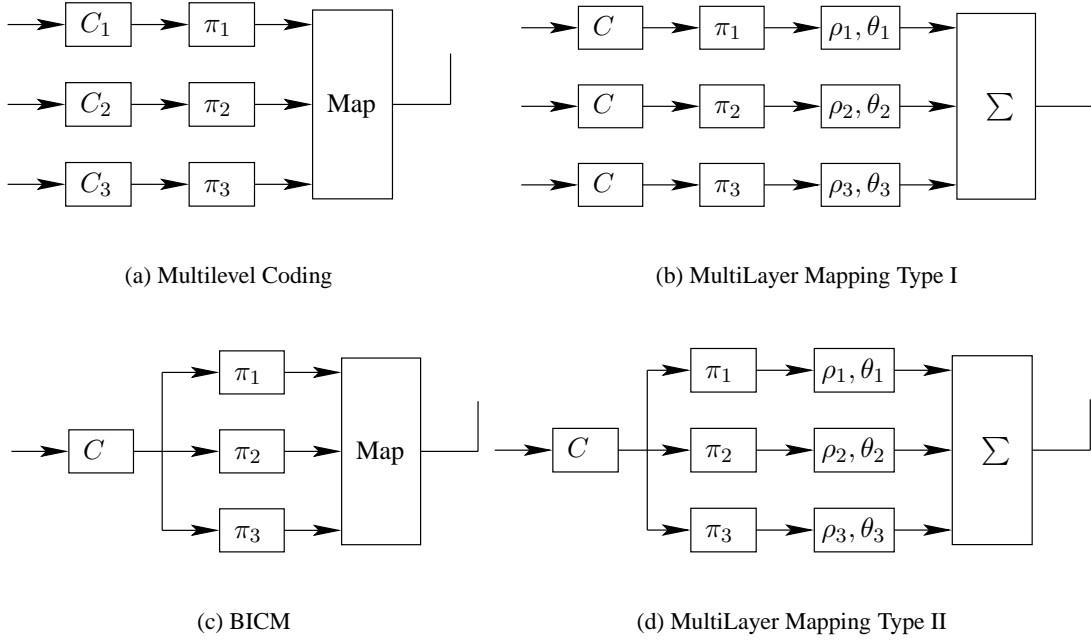 C₁ π₁
C₂ π₂ Map
C₃ π₃
(a) Multilevel Coding
C π₁ ρ₁, θ₁
C π₂ ρ₂, θ₂ ∑
C π₃ ρ₃, θ₃
(b) MultiLayer Mapping Type I
π₁
C π₂ Map
π₃
(c) BICM
π₁ ρ₁, θ₁
C π₂ ρ₂, θ₂ ∑
π₃ ρ₃, θ₃
(d) MultiLayer Mapping Type II